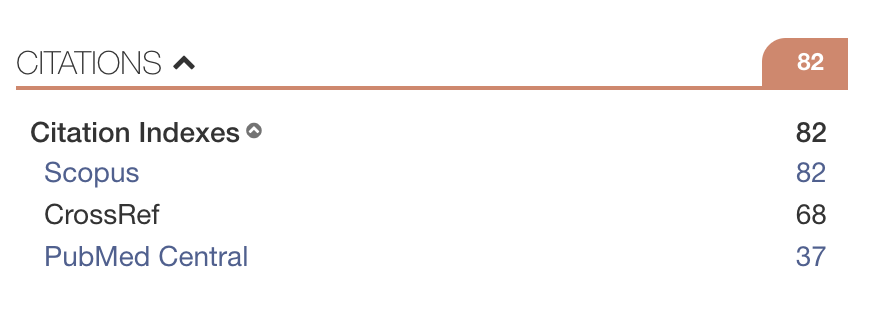 CITATIONS 82
Citation Indexes 82
Scopus 82
CrossRef 68
PubMed Central 37